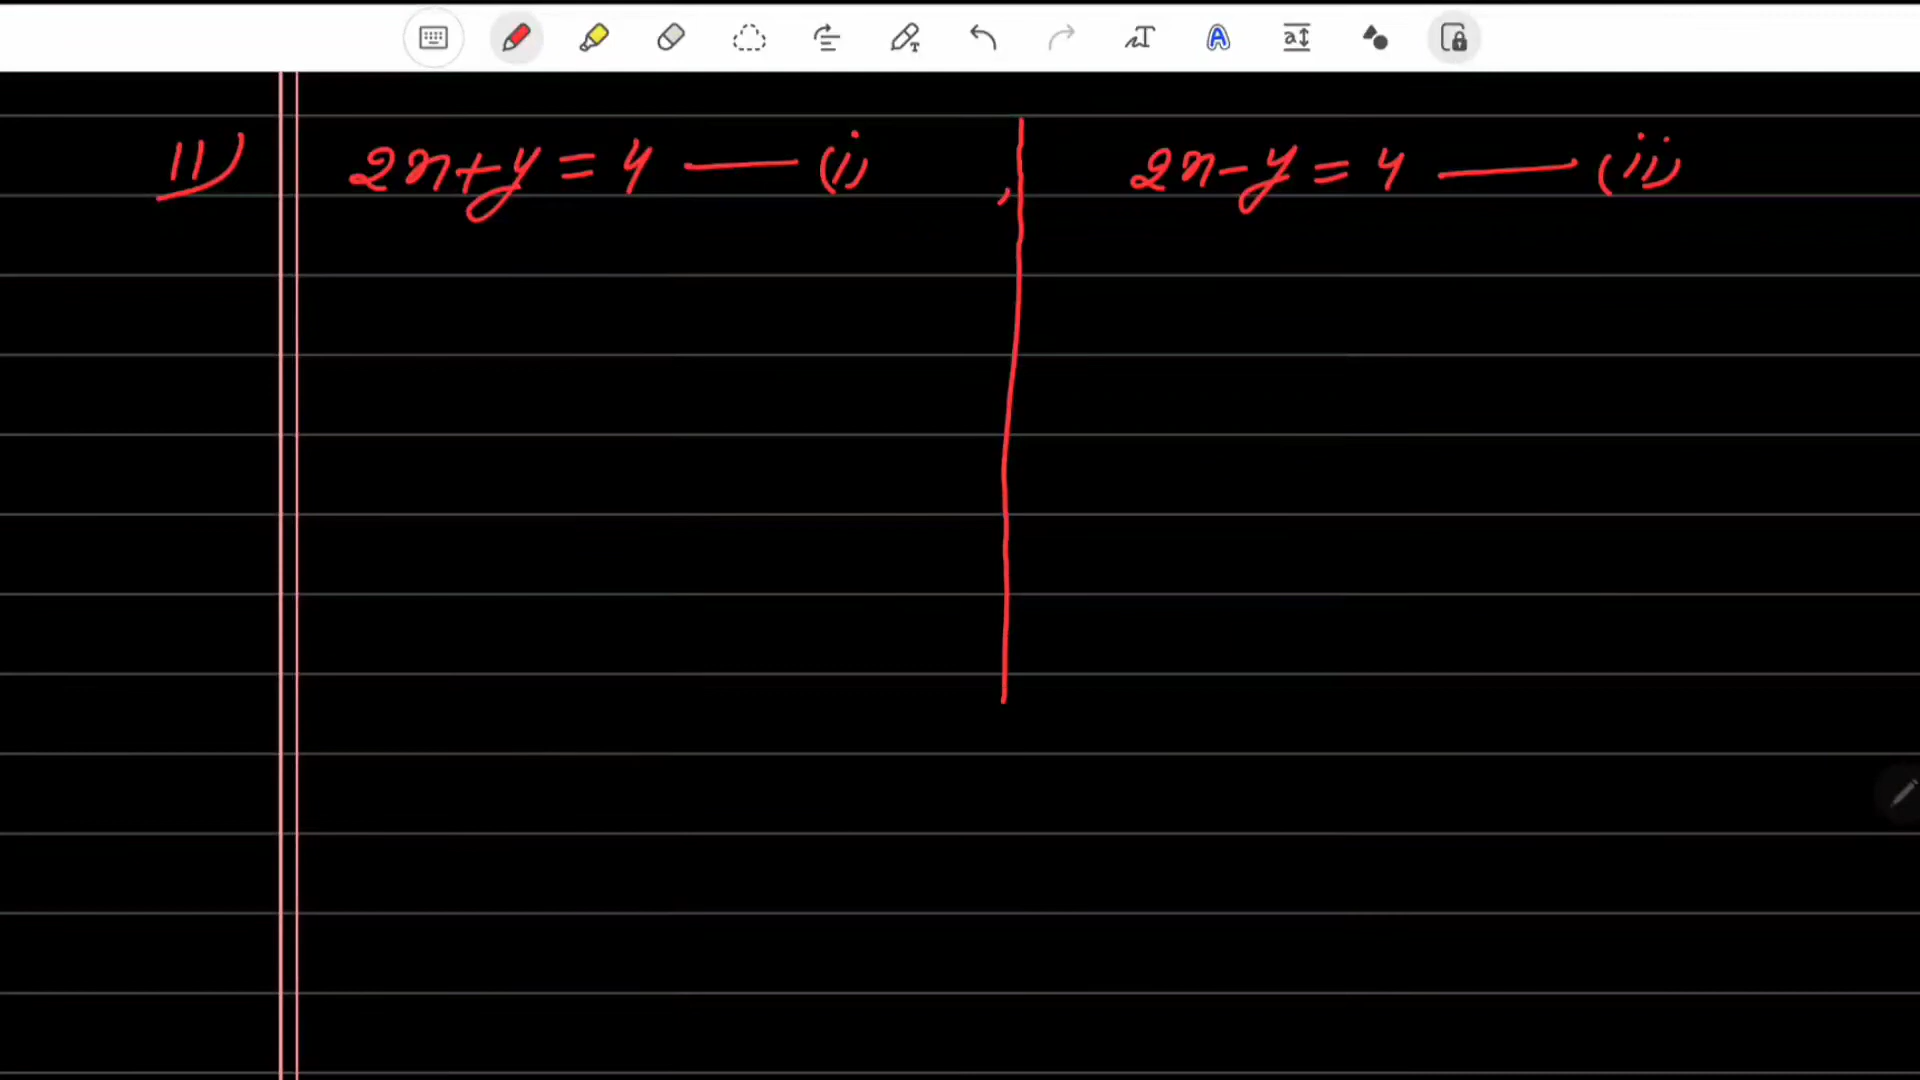 11) 2x+y=4 —— (i) , 2x-y=4 —— (ii)